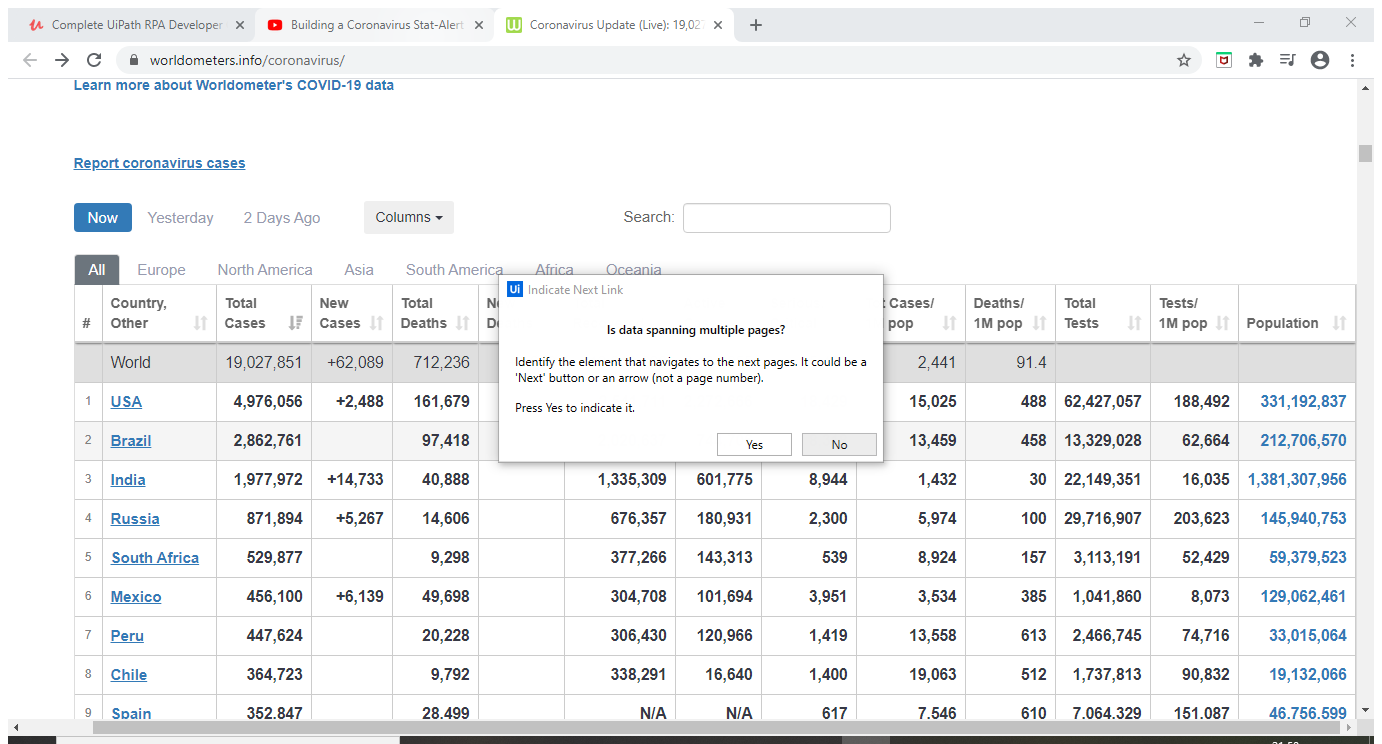 Complete UiPath RPA Developer
Building a Coronavirus Stat-Alert
Coronavirus Update (Live): 19,027
worldometers.info/coronavirus/
Learn more about Worldometer's COVID-19 data
Report coronavirus cases
Now Yesterday 2 Days Ago Columns Search:
All Europe North America Asia South America Africa Oceania
# Country, Other Total Cases New Cases Total Deaths Cases/ pop Deaths/ 1M pop Total Tests Tests/ 1M pop Population
Ui Indicate Next Link
Is data spanning multiple pages?
Identify the element that navigates to the next pages. It could be a
'Next' button or an arrow (not a page number).
Press Yes to indicate it.
Yes No
World 19,027,851 +62,089 712,236 2,441 91.4
1 USA 4,976,056 +2,488 161,679 15,025 488 62,427,057 188,492 331,192,837
2 Brazil 2,862,761 97,418 13,459 458 13,329,028 62,664 212,706,570
3 India 1,977,972 +14,733 40,888 1,335,309 601,775 8,944 1,432 30 22,149,351 16,035 1,381,307,956
4 Russia 871,894 +5,267 14,606 676,357 180,931 2,300 5,974 100 29,716,907 203,623 145,940,753
5 South Africa 529,877 9,298 377,266 143,313 539 8,924 157 3,113,191 52,429 59,379,523
6 Mexico 456,100 +6,139 49,698 304,708 101,694 3,951 3,534 385 1,041,860 8,073 129,062,461
7 Peru 447,624 20,228 306,430 120,966 1,419 13,558 613 2,466,745 74,716 33,015,064
8 Chile 364,723 9,792 338,291 16,640 1,400 19,063 512 1,737,813 90,832 19,132,066
9 Spain 352,847 28,499 N/A N/A 617 7,546 610 7,064,329 151,087 46,756,599